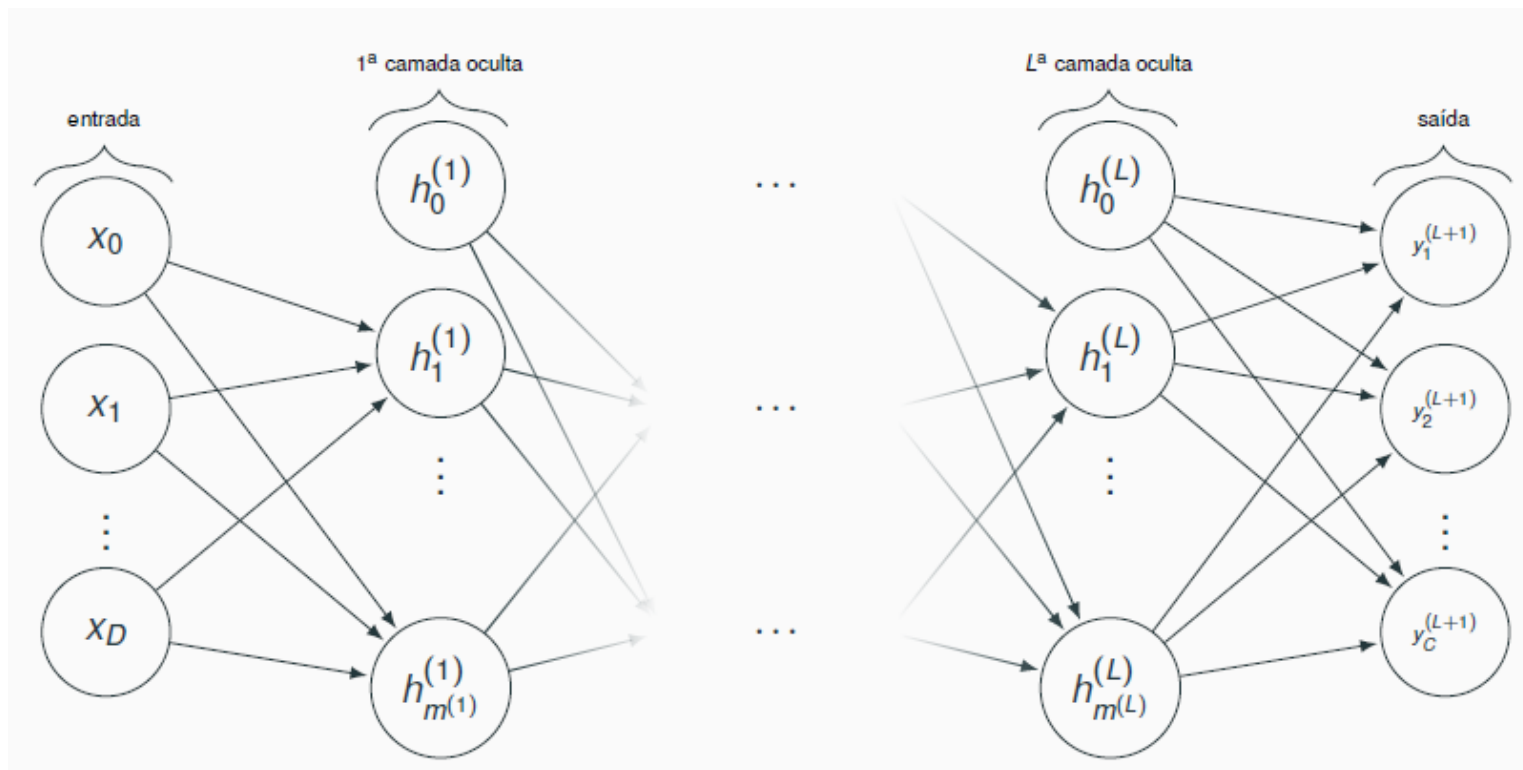 1ª camada oculta
Lª camada oculta
entrada
saída
x_0
x_1
⋮
x_D
h_0^{(1)}
h_1^{(1)}
⋮
h_{m^{(1)}}^{(1)}
...
...
...
h_0^{(L)}
h_1^{(L)}
⋮
h_{m^{(L)}}^{(L)}
y_1^{(L+1)}
y_2^{(L+1)}
⋮
y_C^{(L+1)}